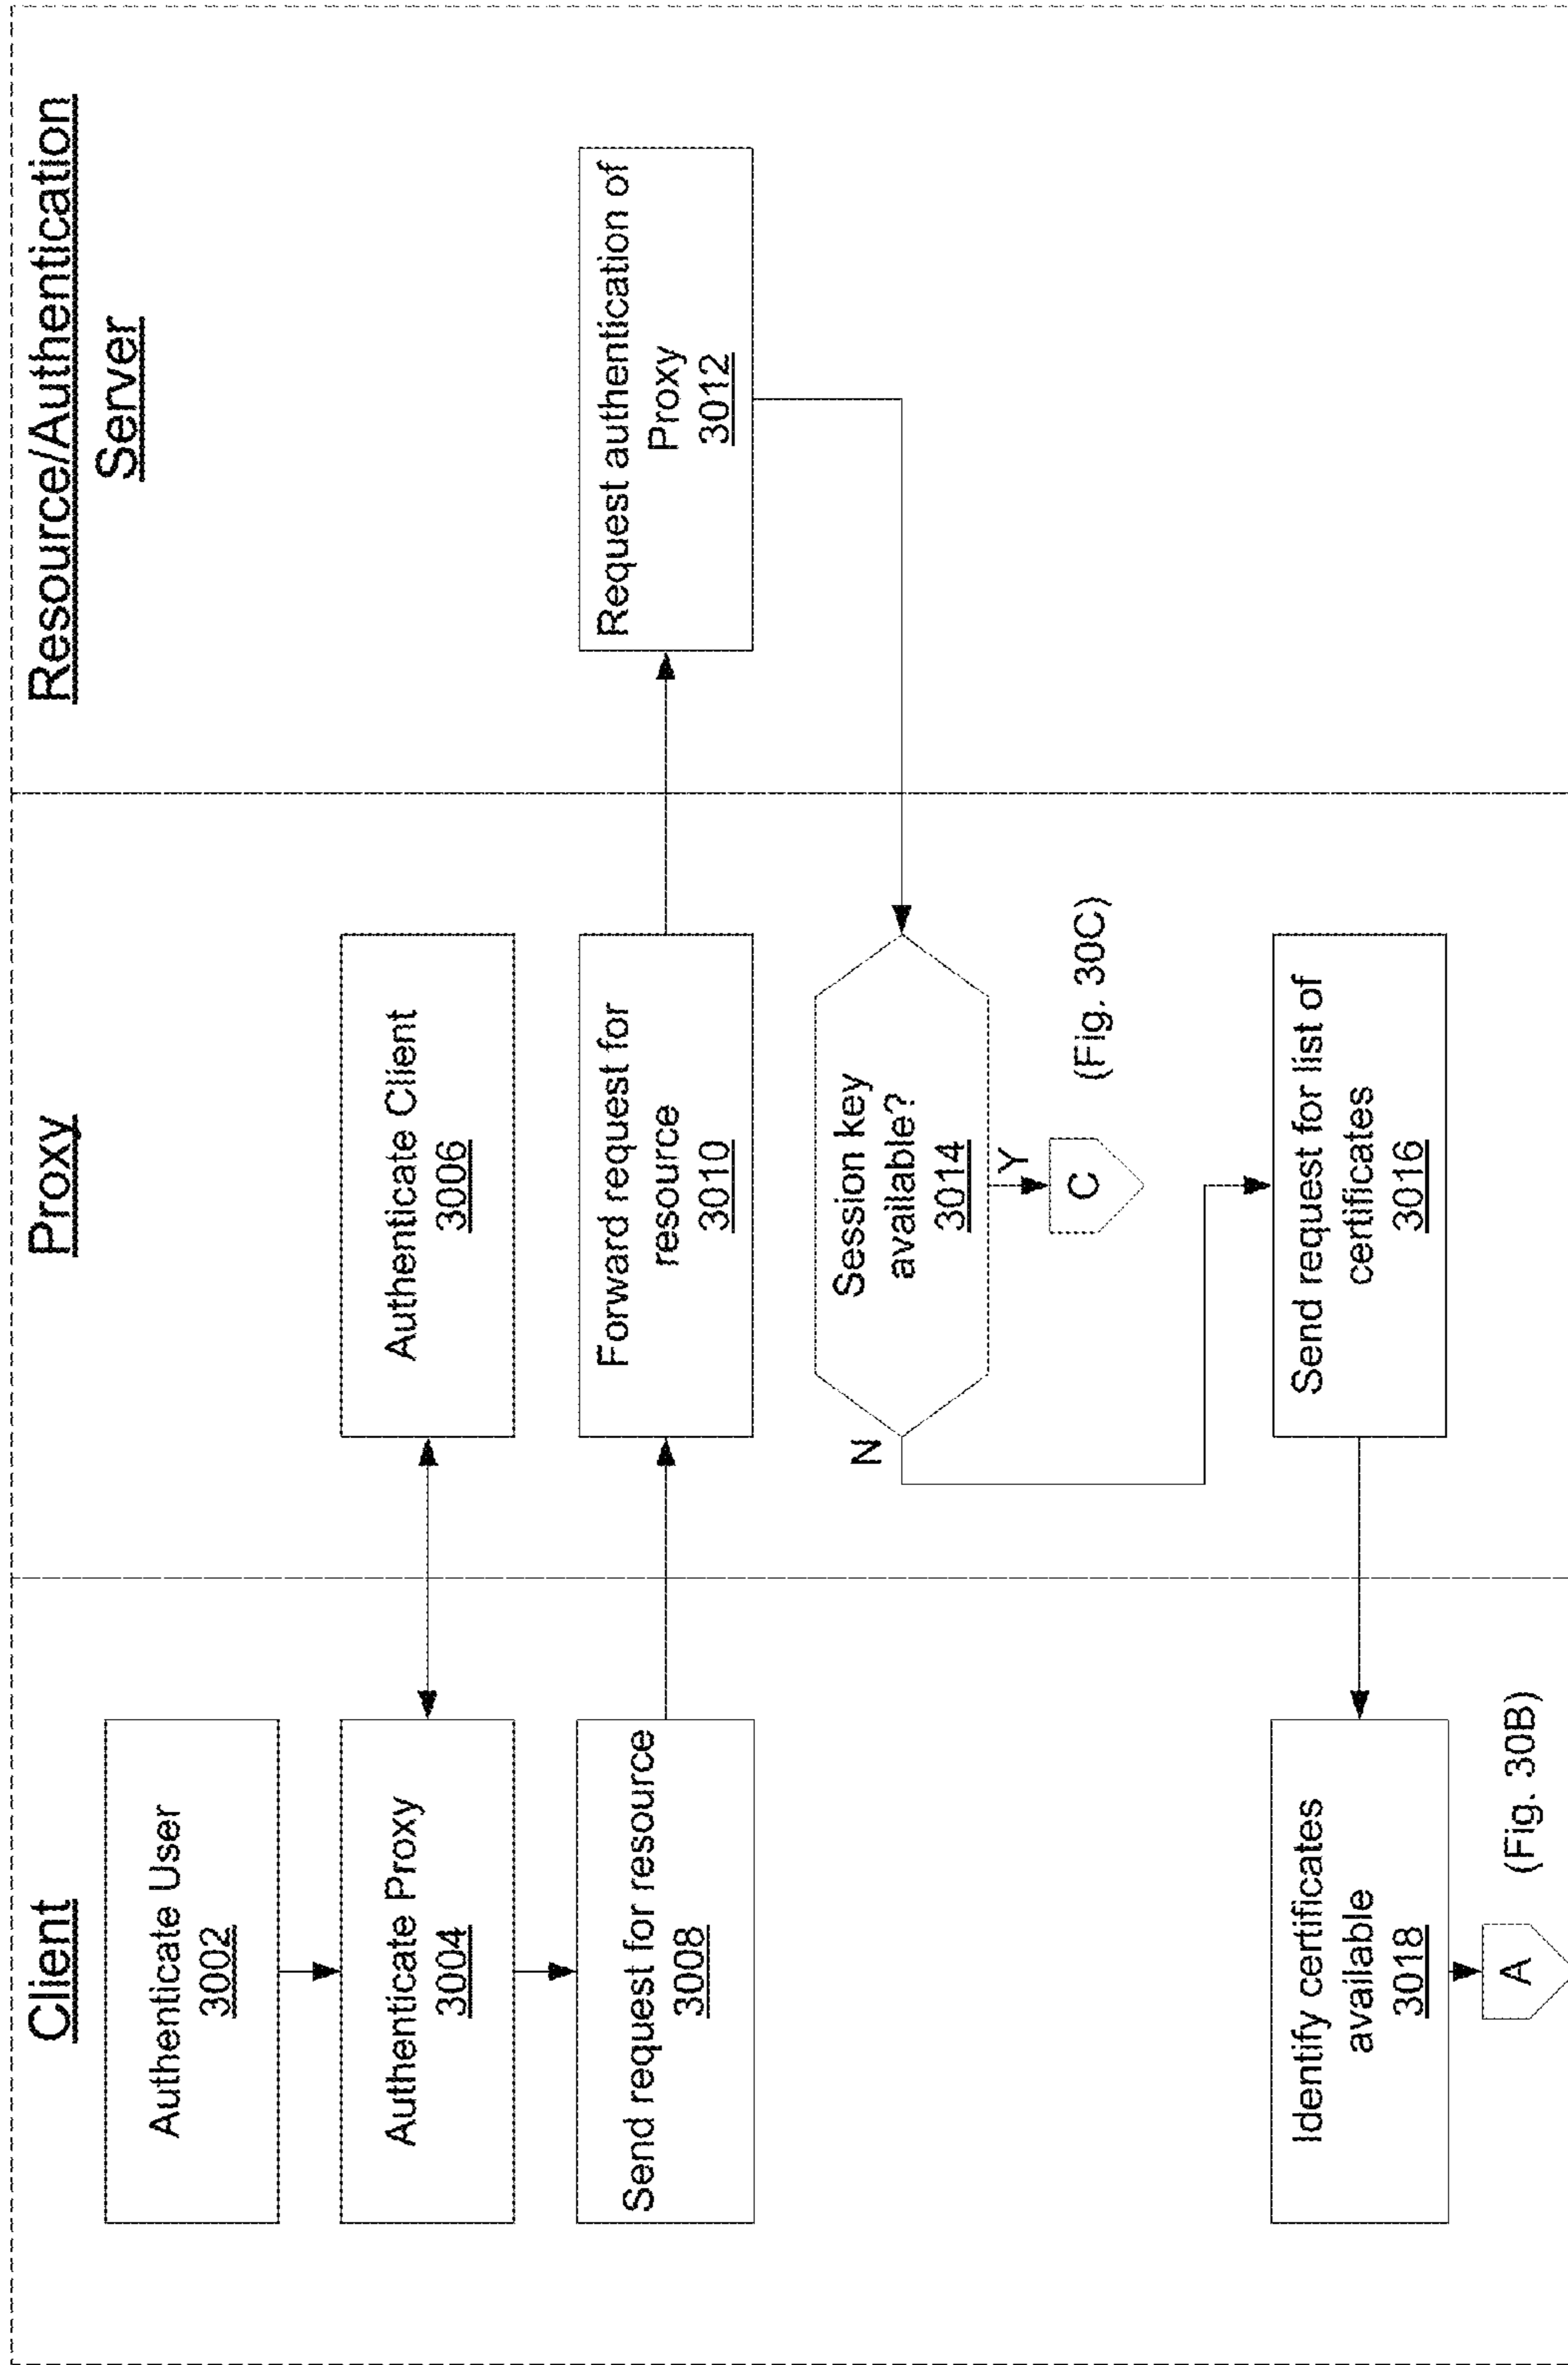 Client
Proxy
Resource/Authentication
Server
Authenticate User
3002
Authenticate Proxy
3004
Authenticate Client
3006
Send request for resource
3008
Forward request for
resource
3010
Request authentication of
Proxy
3012
Session key
available?
3014
N
Y
C
(Fig. 30C)
Send request for list of
certificates
3016
Identify certificates
available
3018
A
(Fig. 30B)